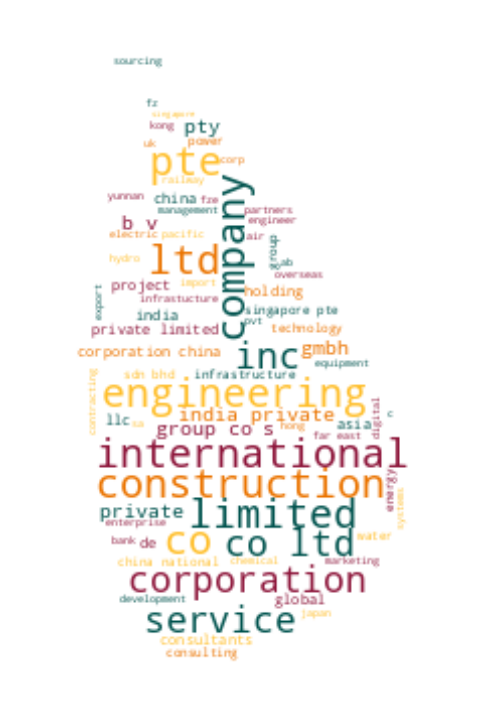 sourcing
fz
singapore
kong pty
uk power
pte corp
railway
company
yunnan china fze
management partners
b v engineer
electric pacific air
group
ab
hydro ltd overseas
project import holding
export infrastucture
india singapore pte
pvt
private limited technology
corporation china inc gmbh
equipment
sdn bhd infrastructure
contracting engineering
india private digital c
llc sa group co s hong asia
far east
international
energy
construction systems
private limited
enterprise
bank de co co ltd water
china national chemical marketing
corporation
development global
service japan
consultants
consulting